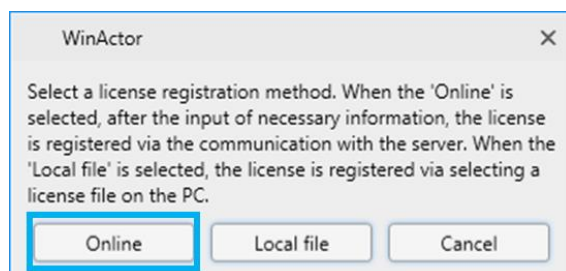 WinActor
Select a license registration method. When the 'Online' is
selected, after the input of necessary information, the license
is registered via the communication with the server. When the
'Local file' is selected, the license is registered via selecting a
license file on the PC.
Online Local file Cancel